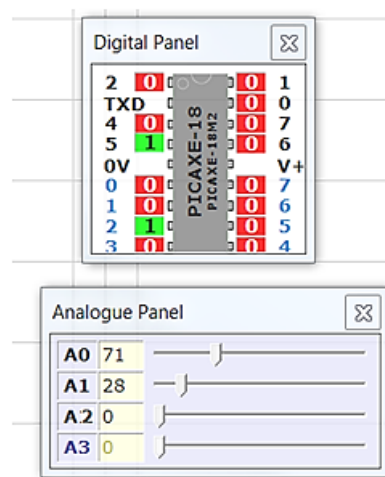 Digital Panel
2 0 0 1
TXD 0 0
4 0 0 7
5 1 0 6
0V V+
0 0 0 7
1 0 0 6
2 1 0 5
3 0 0 4
PICAXE-18
PICAXE-18M2
Analogue Panel
A0 71
A1 28
A2 0
A3 0